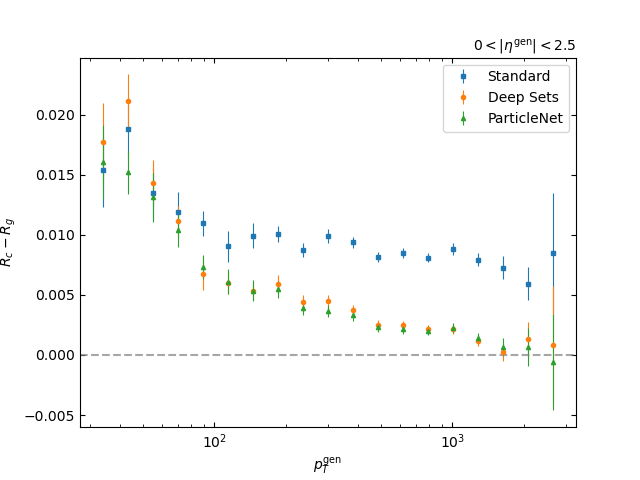 0 < |η^gen| < 2.5
Standard
Deep Sets
ParticleNet
R_c − R_g
0.020
0.015
0.010
0.005
0.000
−0.005
10^2
10^3
p_T^gen